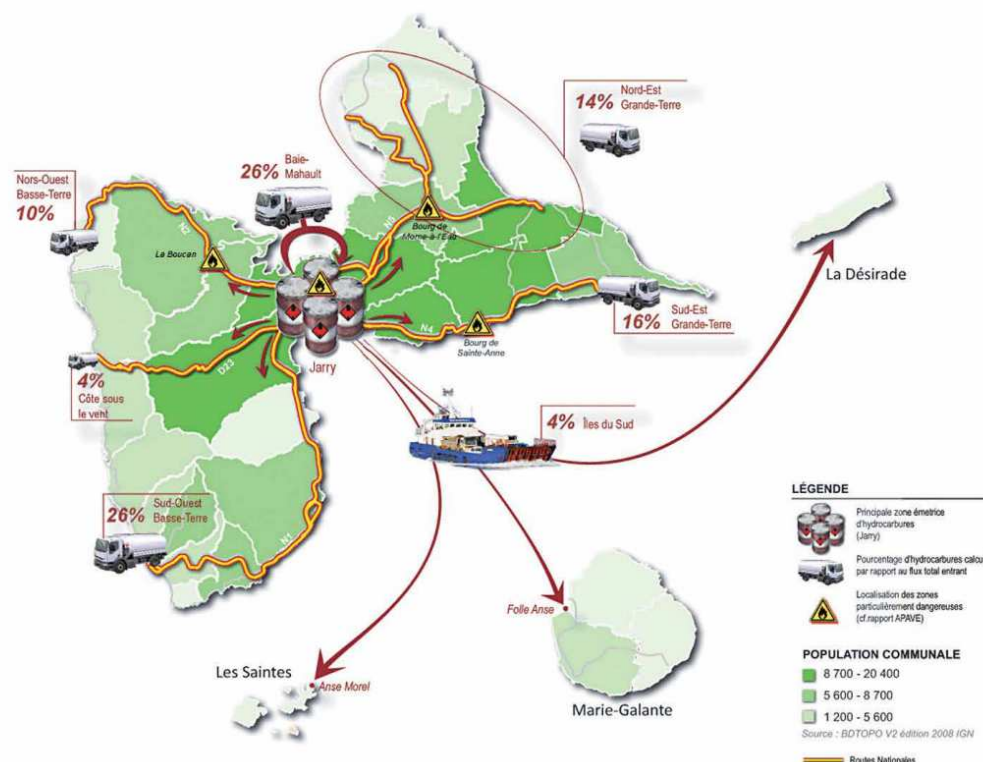 14%
Nord-Est
Grande-Terre
26%
Baie-
Mahault
Nors-Ouest
Basse-Terre
10%
N2
N5
La Boucan
Bourg de
Morne-à-l'Eau
La Désirade
16%
Sud-Est
Grande-Terre
N4
Bourg de
Sainte-Anne
D23
Jarry
4%
Côte sous
le vent
4%
Îles du Sud
26%
Sud-Ouest
Basse-Terre
N1
Folle Anse
Les Saintes
Anse Morel
Marie-Galante
LÉGENDE
Principale zone émetrice
d'hydrocarbures
(Jarry)
Pourcentage d'hydrocarbures calcu
par rapport au flux total entrant
Localisation des zones
particulièrement dangereuses
(cf.rapport APAVE)
POPULATION COMMUNALE
8 700 - 20 400
5 600 - 8 700
1 200 - 5 600
Source : BDTOPO V2 édition 2008 IGN
Routes Nationales